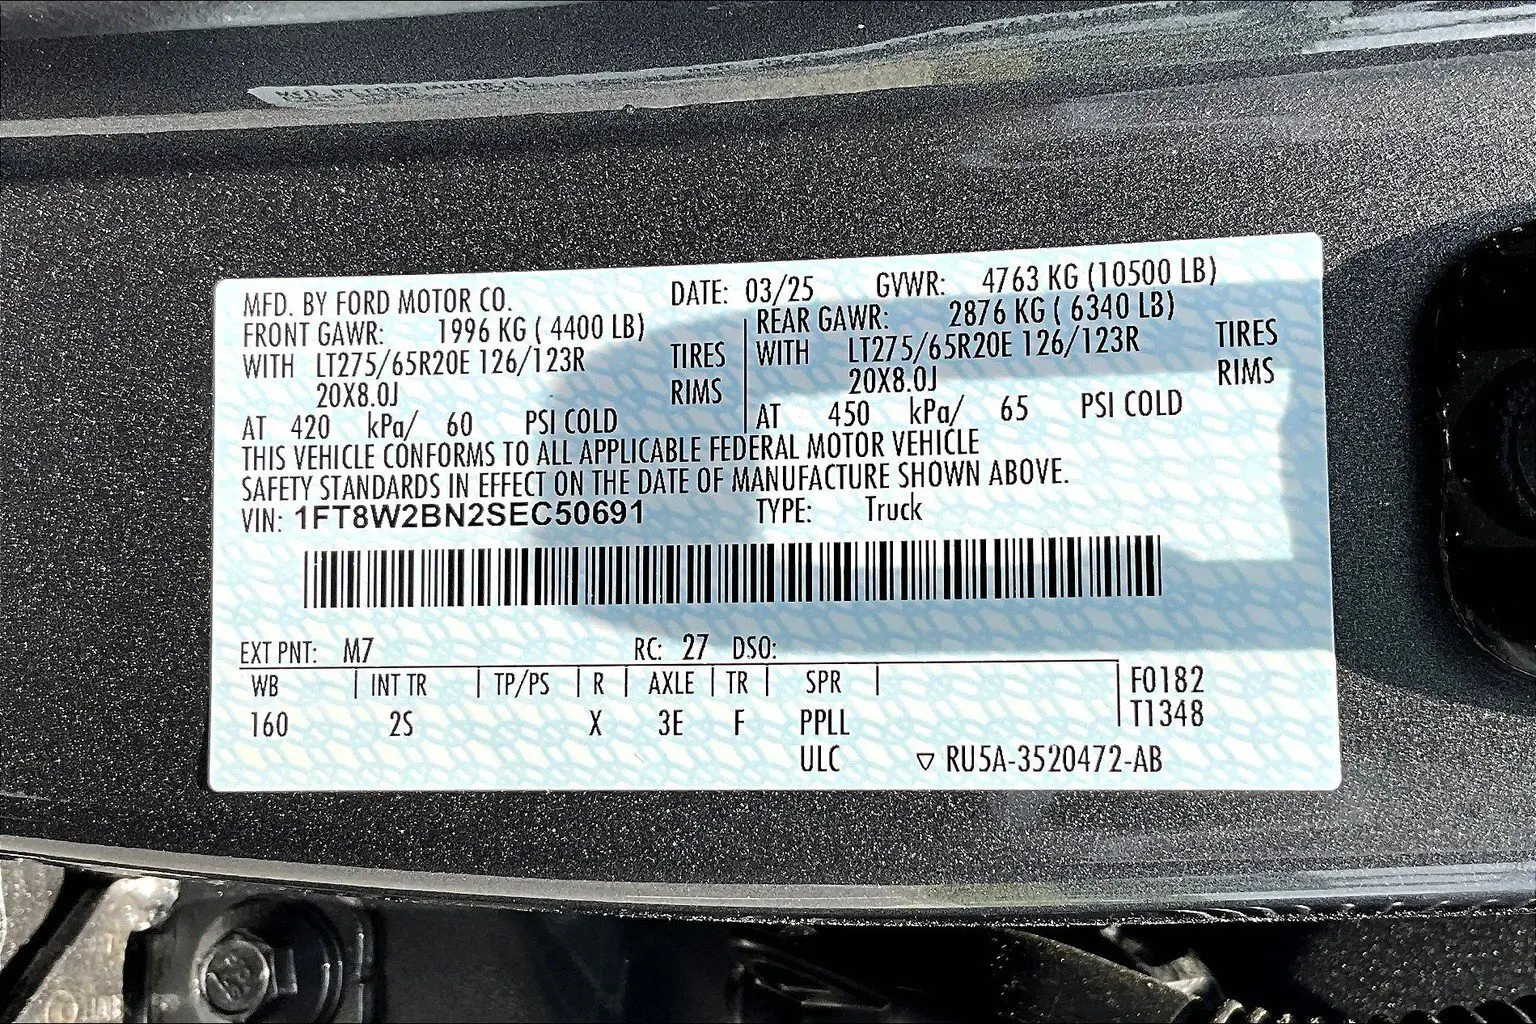 MFD. BY FORD MOTOR CO. DATE: 03/25 GVWR: 4763 KG (10500 LB)
FRONT GAWR: 1996 KG ( 4400 LB) REAR GAWR: 2876 KG ( 6340 LB)
WITH LT275/65R20E 126/123R TIRES WITH LT275/65R20E 126/123R TIRES
20X8.0J RIMS 20X8.0J RIMS
AT 420 kPa/ 60 PSI COLD AT 450 kPa/ 65 PSI COLD
THIS VEHICLE CONFORMS TO ALL APPLICABLE FEDERAL MOTOR VEHICLE
SAFETY STANDARDS IN EFFECT ON THE DATE OF MANUFACTURE SHOWN ABOVE.
VIN: 1FT8W2BN2SEC50691 TYPE: Truck
EXT PNT: M7 RC: 27 DSO:
WB INT TR TP/PS R AXLE TR SPR F0182
160 2S X 3E F PPLL T1348
ULC ▽ RU5A-3520472-AB